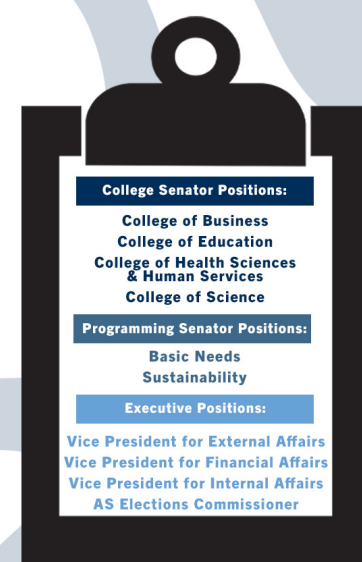 College Senator Positions:
College of Business
College of Education
College of Health Sciences
& Human Services
College of Science
Programming Senator Positions:
Basic Needs
Sustainability
Executive Positions:
Vice President for External Affairs
Vice President for Financial Affairs
Vice President for Internal Affairs
AS Elections Commissioner